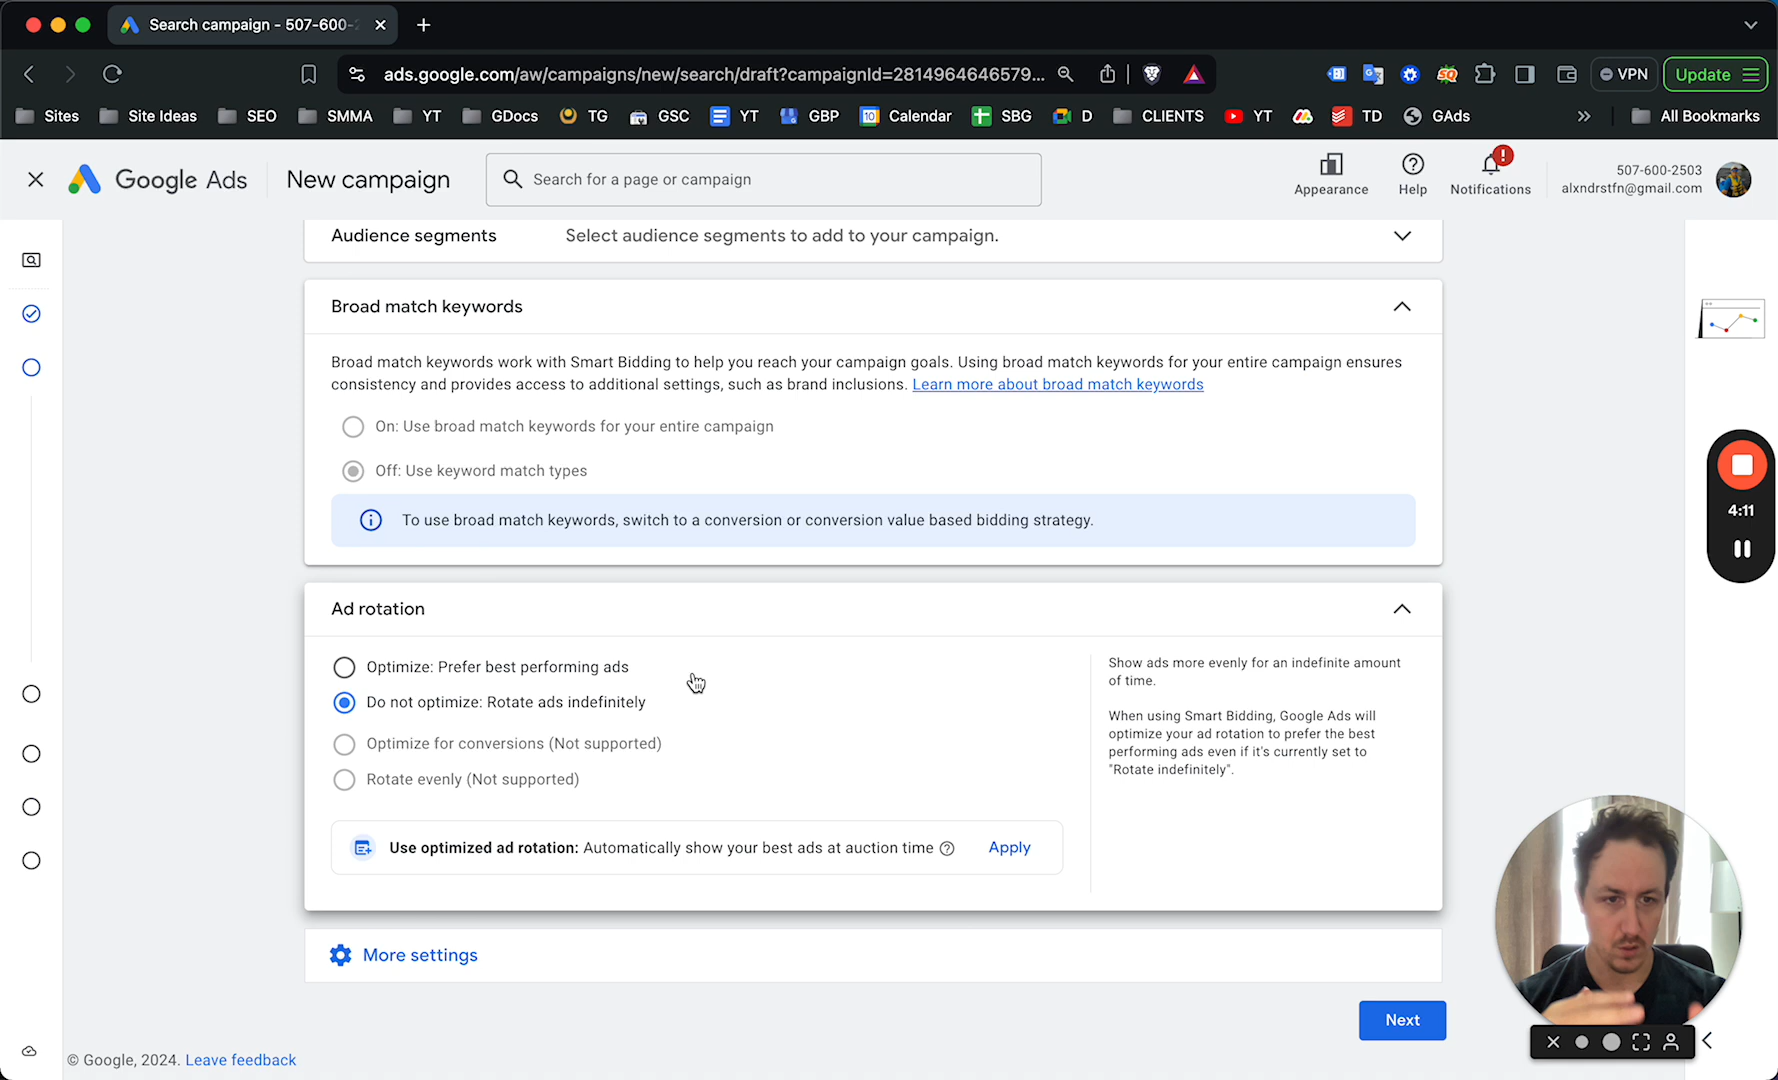 Search campaign - 507-600-2
ads.google.com/aw/campaigns/new/search/draft?campaignId=2814964646579...
VPN
Update
Sites
Site Ideas
SEO
SMMA
YT
GDocs
TG
GSC
YT
GBP
10
Calendar
SBG
D
CLIENTS
YT
TD
GAds
All Bookmarks
SQ
Google Ads
New campaign
Search for a page or campaign
Appearance
Help
Notifications
507-600-2503
alxndrstfn@gmail.com
Audience segments
Select audience segments to add to your campaign.
Broad match keywords
Broad match keywords work with Smart Bidding to help you reach your campaign goals. Using broad match keywords for your entire campaign ensures
consistency and provides access to additional settings, such as brand inclusions. Learn more about broad match keywords
On: Use broad match keywords for your entire campaign
Off: Use keyword match types
To use broad match keywords, switch to a conversion or conversion value based bidding strategy.
4:11
Ad rotation
Optimize: Prefer best performing ads
Do not optimize: Rotate ads indefinitely
Optimize for conversions (Not supported)
Rotate evenly (Not supported)
Show ads more evenly for an indefinite amount
of time.
When using Smart Bidding, Google Ads will
optimize your ad rotation to prefer the best
performing ads even if it's currently set to
"Rotate indefinitely".
Use optimized ad rotation: Automatically show your best ads at auction time
Apply
More settings
Next
© Google, 2024. Leave feedback